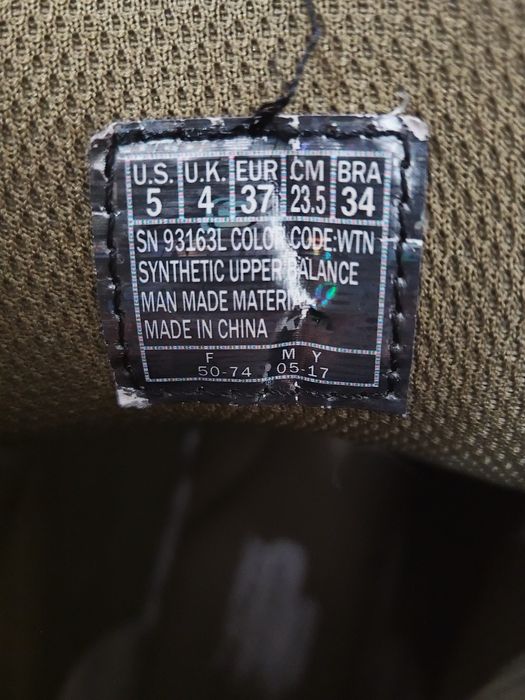 U.S. U.K. EUR CM BRA
5 4 37 23.5 34
SN 93163L COLOR CODE:WTN
SYNTHETIC UPPER BALANCE
MAN MADE MATERIAL
MADE IN CHINA
F M Y
50-74 05-17